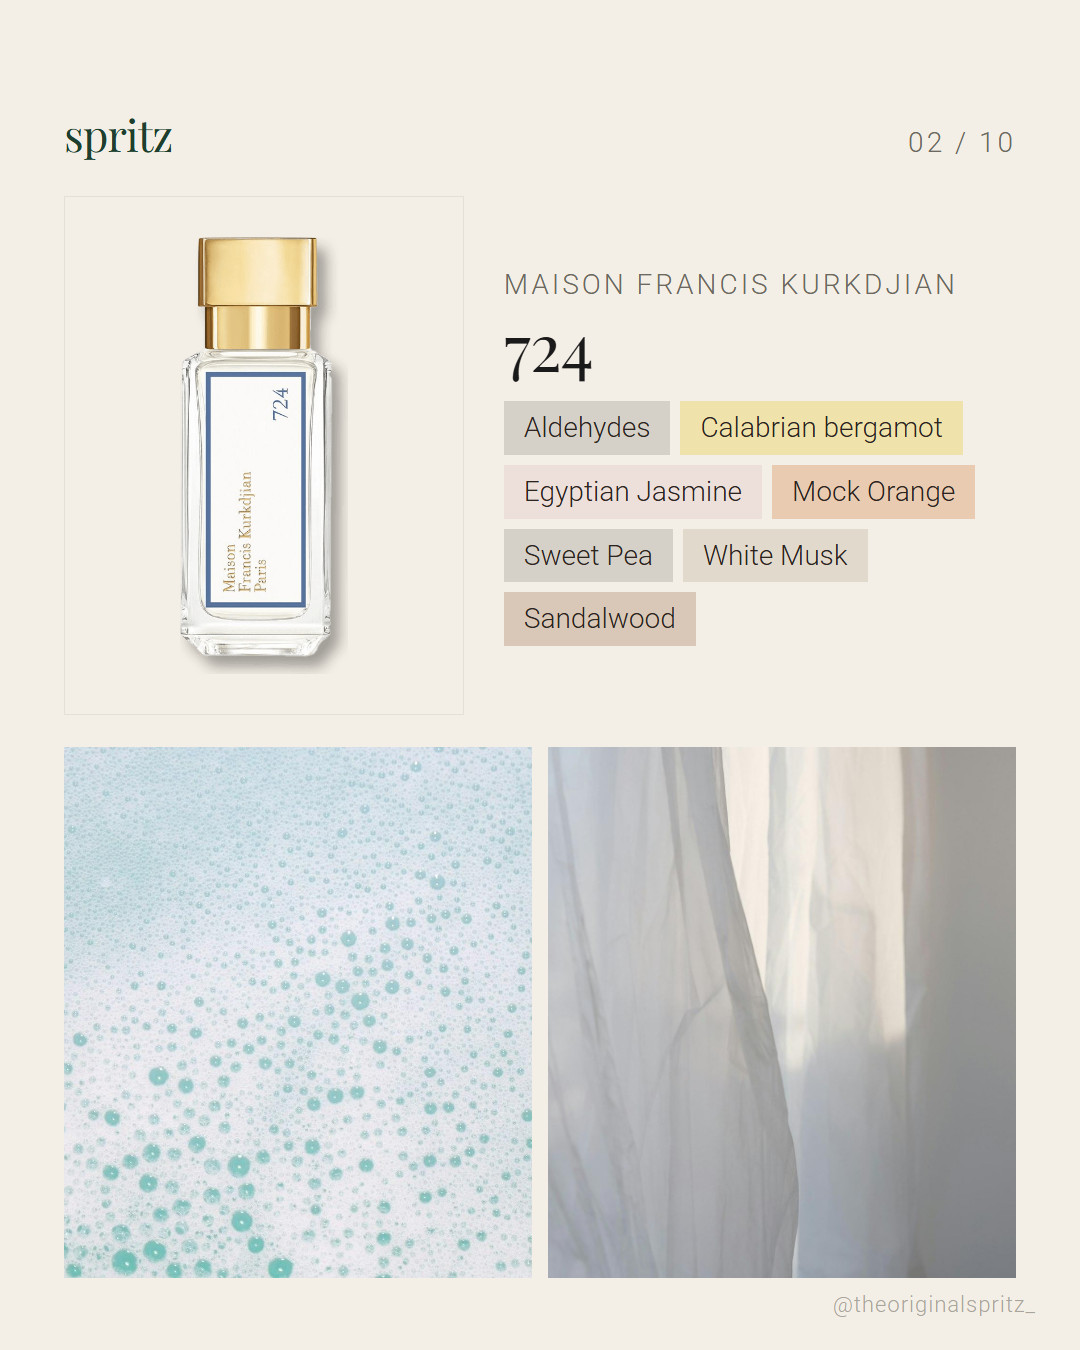 spritz
02 / 10
MAISON FRANCIS KURKDJIAN
724
Aldehydes
Calabrian bergamot
Egyptian Jasmine
Mock Orange
Sweet Pea
White Musk
Sandalwood
724
Maison
Francis Kurkdjian
Paris
@theoriginalspritz_